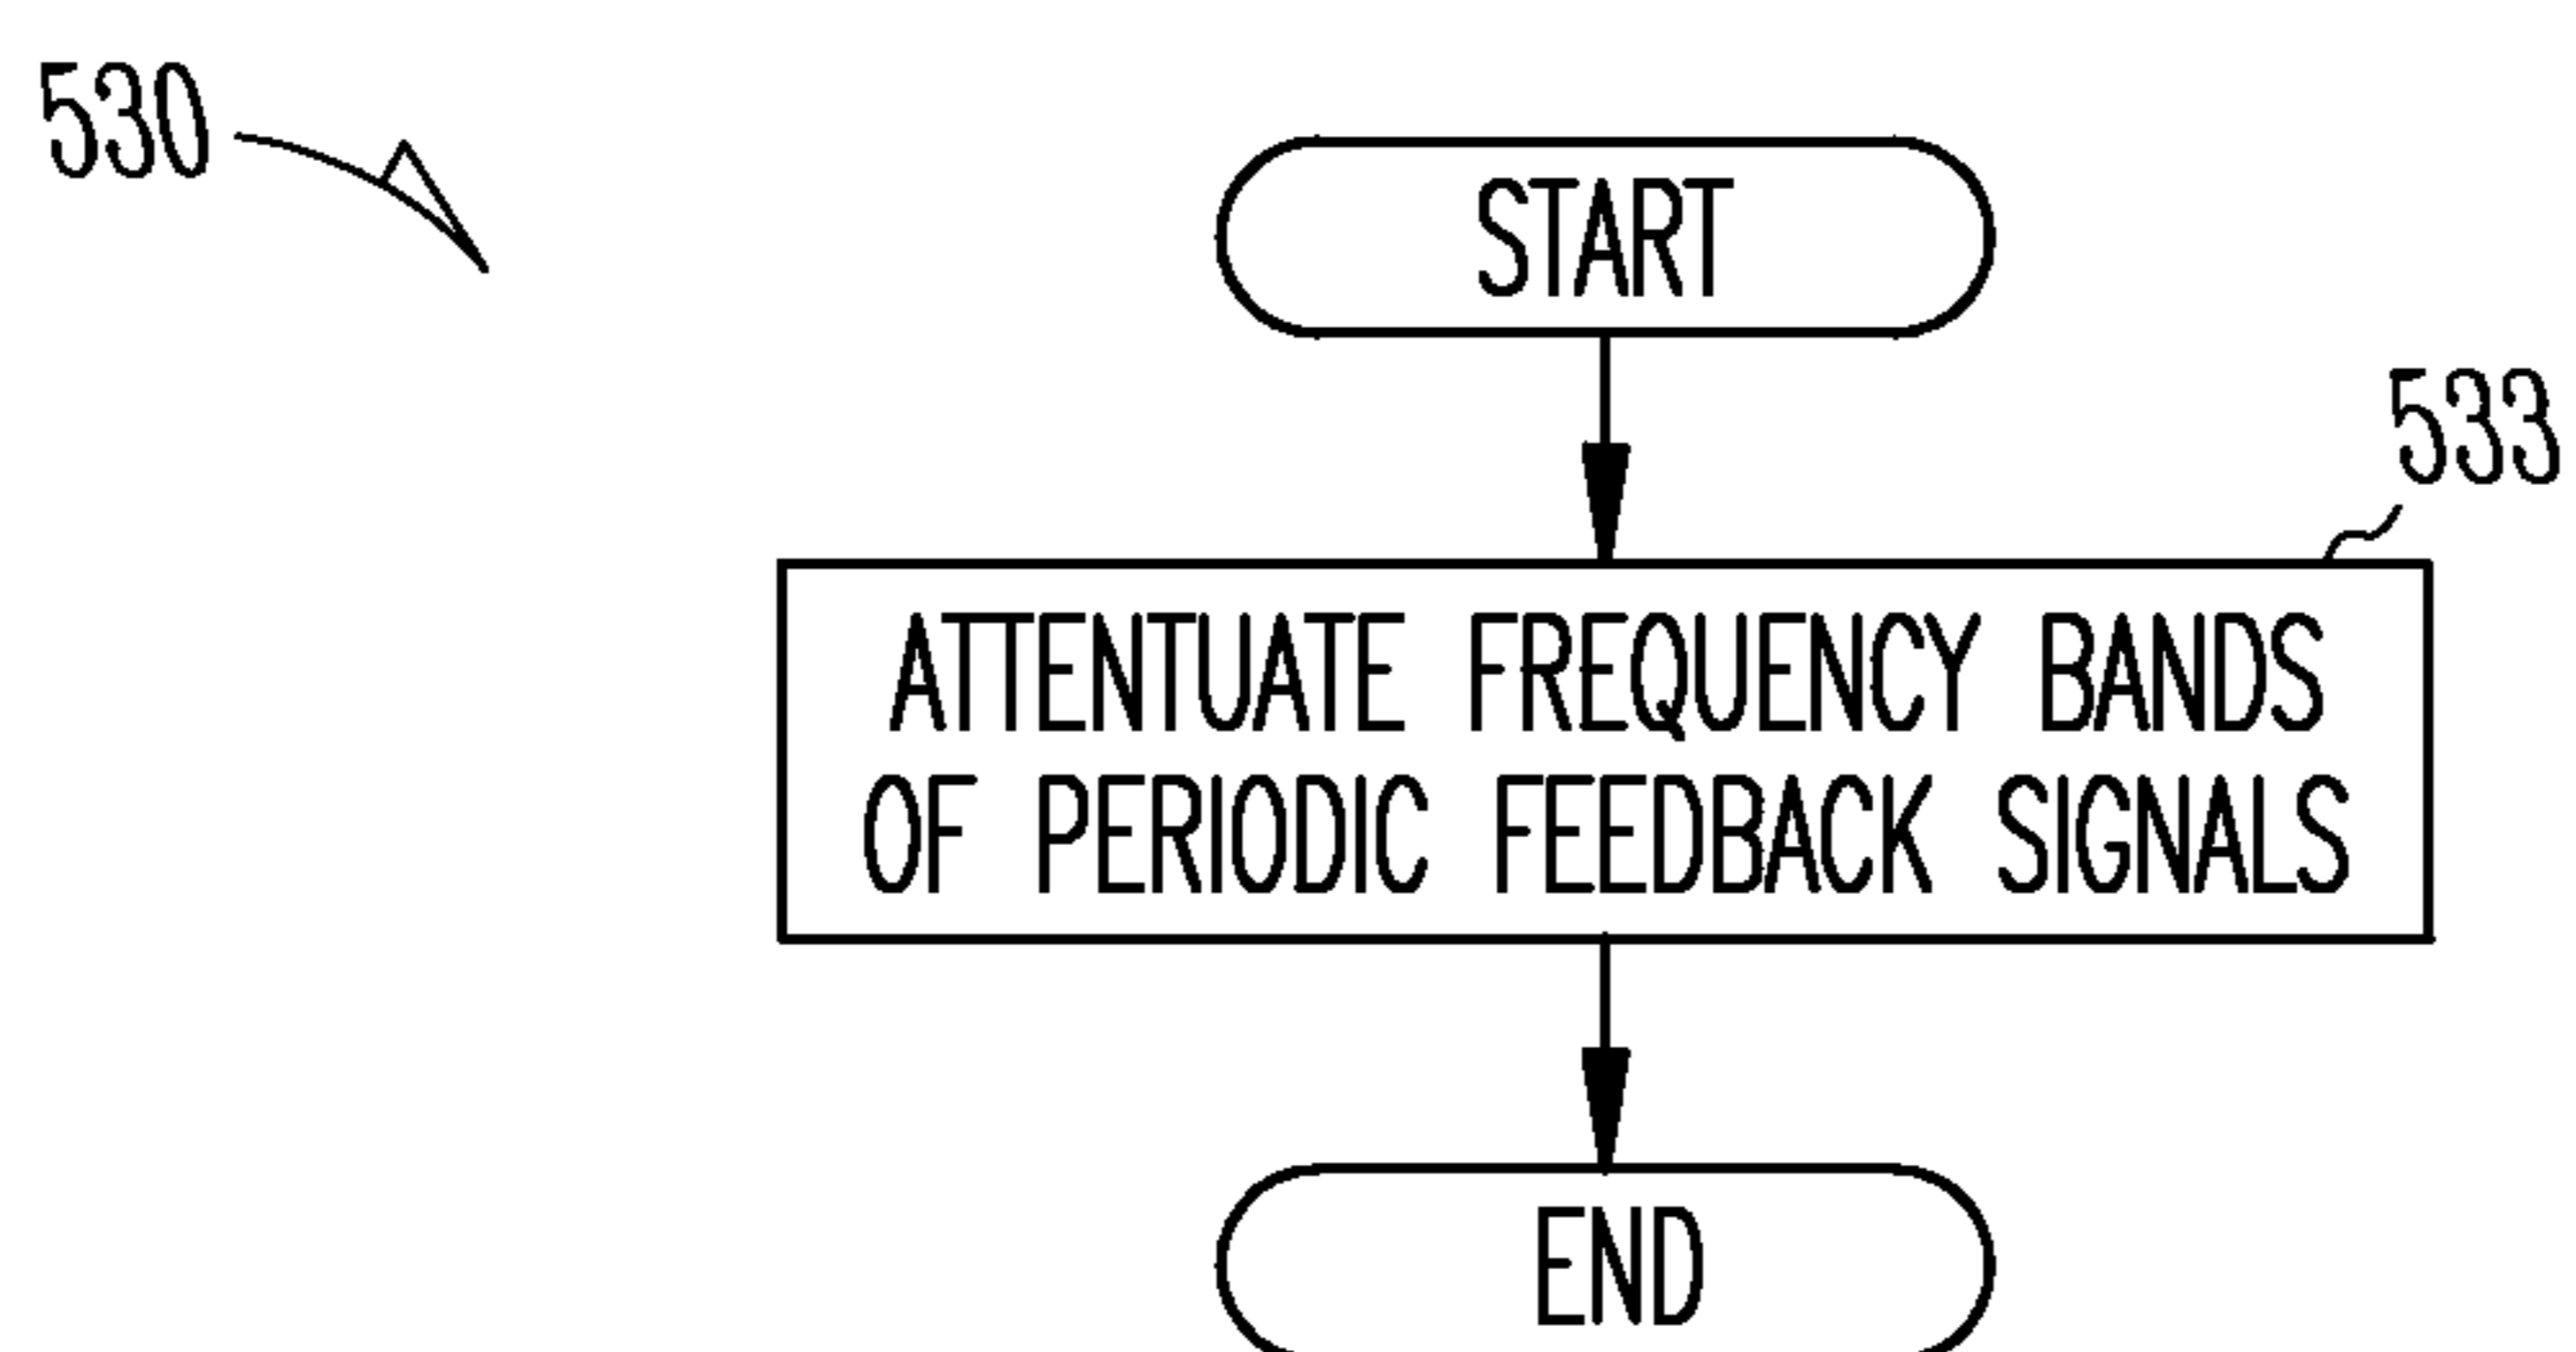 530
START
533
ATTENTUATE FREQUENCY BANDS
OF PERIODIC FEEDBACK SIGNALS
END